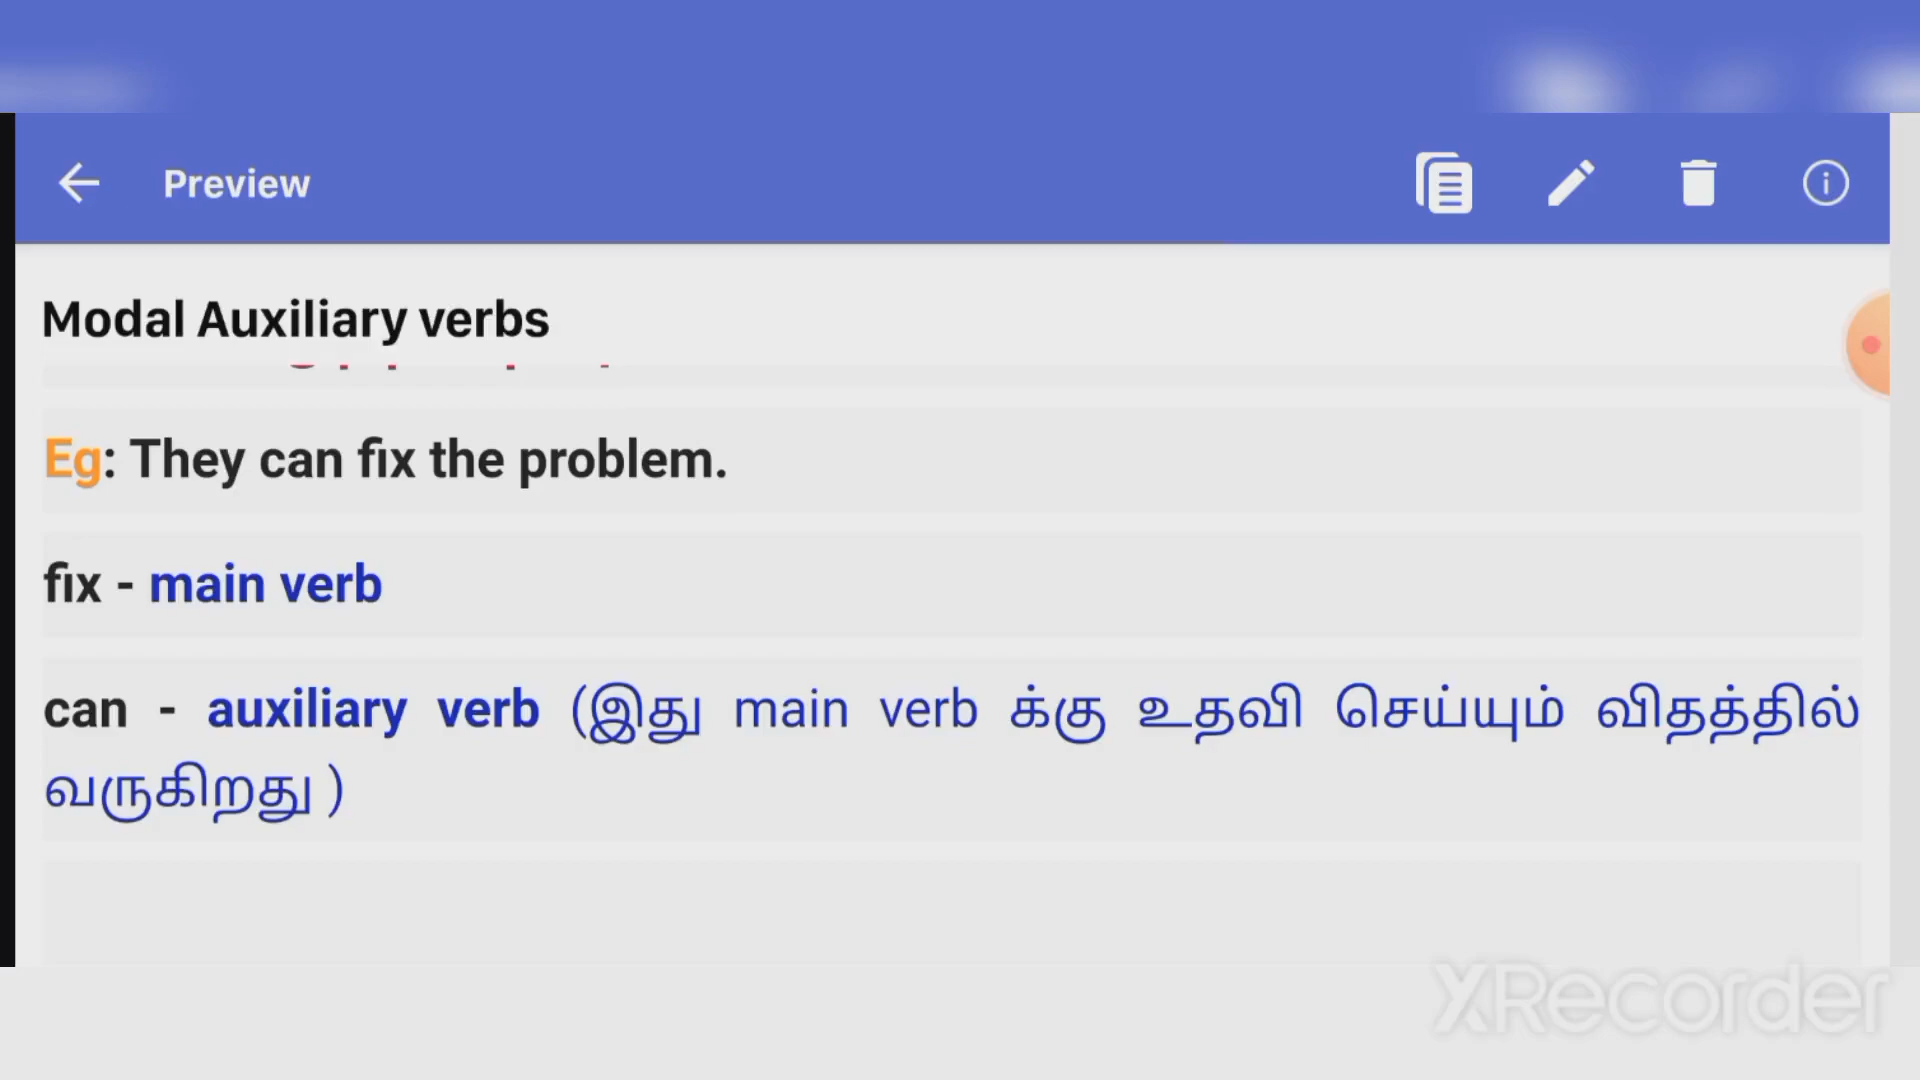 Preview
Modal Auxiliary verbs
Eg: They can fix the problem.
fix - main verb
can - auxiliary verb (இது main verb க்கு உதவி செய்யும் விதத்தில்
வருகிறது )
XRecorder